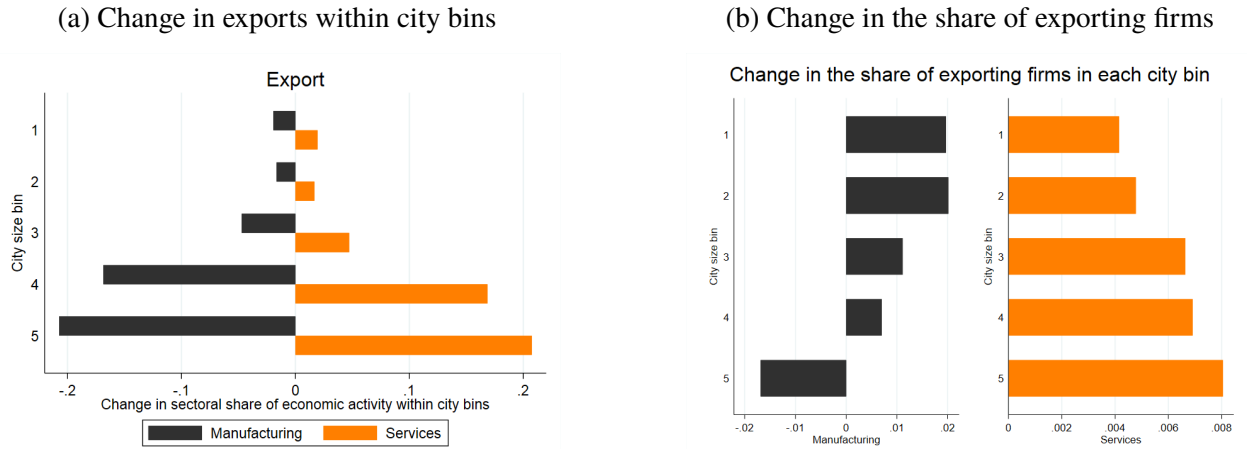 (a) Change in exports within city bins
Export
City size bin
1
2
3
4
5
-.2 -.1 0 .1 .2
Change in sectoral share of economic activity within city bins
Manufacturing Services
(b) Change in the share of exporting firms
Change in the share of exporting firms in each city bin
City size bin
1
2
3
4
5
-.02 -.01 0 .01 .02
Manufacturing
City size bin
1
2
3
4
5
0 .002 .004 .006 .008
Services